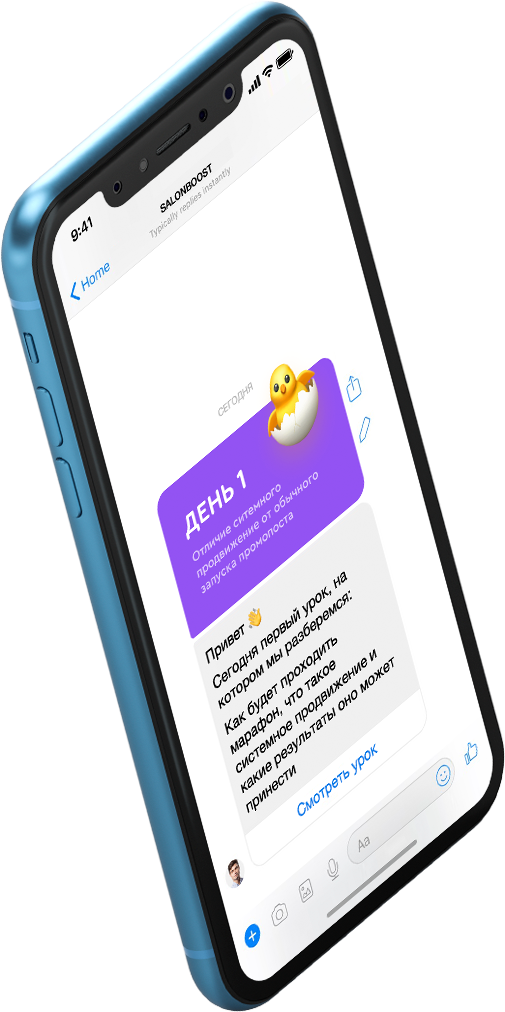 9:41
SALONBOOST
Typically replies instantly
Home
СЕГОДНЯ
ДЕНЬ 1
Отличие ситемного
продвижение от обычного
запуска промопоста
Привет 👋
Сегодня первый урок, на
котором мы разберемся:
Как будет проходить
марафон, что такое
системное продвижение и
какие результаты оно может
принести
Смотреть урок
Aa